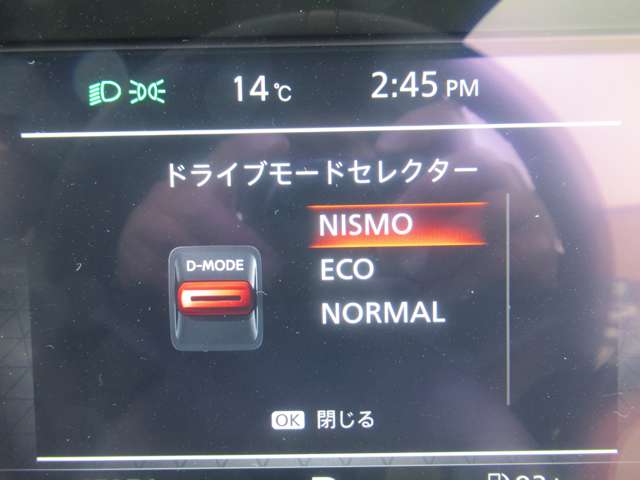 14℃ 2:45 PM
ドライブモードセレクター
NISMO
D-MODE
ECO
NORMAL
OK 閉じる